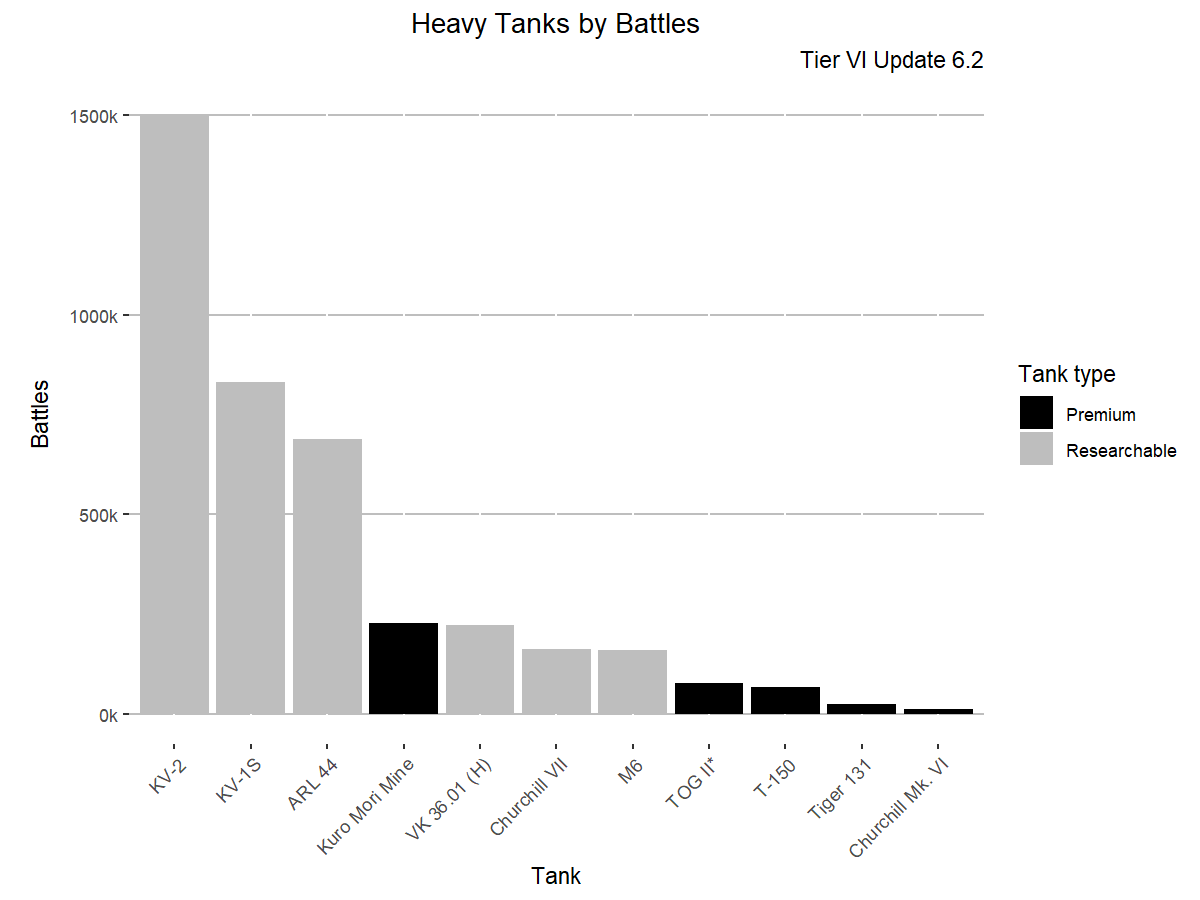 Heavy Tanks by Battles
Tier VI Update 6.2
1500k
1000k
500k
0k
Battles
KV-2
KV-1S
ARL 44
Kuro Mori Mine
VK 36.01 (H)
Churchill VII
M6
TOG II*
T-150
Tiger 131
Churchill Mk. VI
Tank
Tank type
Premium
Researchable